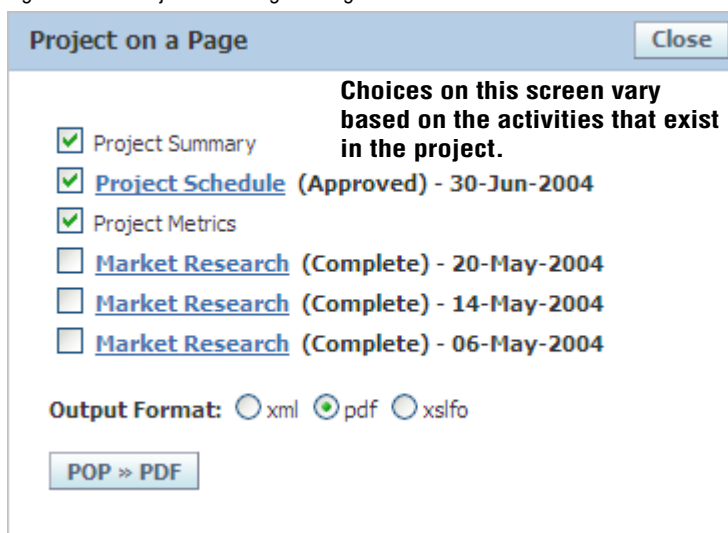 Project on a Page
Close
Choices on this screen vary
based on the activities that exist
in the project.
Project Summary
Project Schedule (Approved) - 30-Jun-2004
Project Metrics
Market Research (Complete) - 20-May-2004
Market Research (Complete) - 14-May-2004
Market Research (Complete) - 06-May-2004
Output Format: xml pdf xslfo
POP » PDF